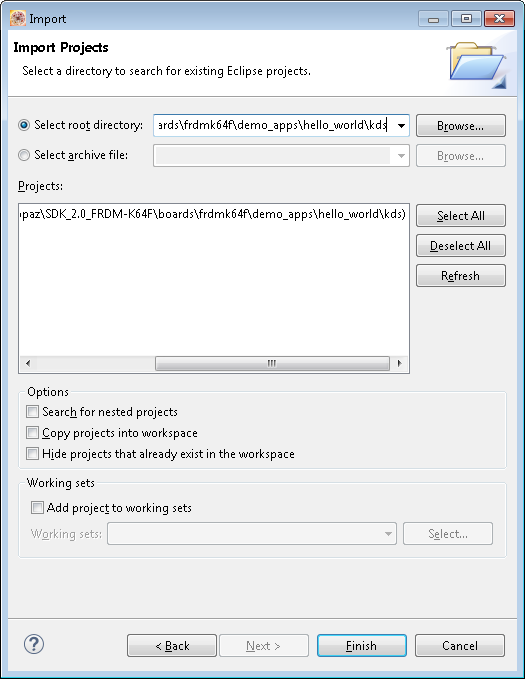 Import
Import Projects
Select a directory to search for existing Eclipse projects.
Select root directory: ards\frdmk64f\demo_apps\hello_world\kds Browse...
Select archive file: Browse...
Projects:
paz\SDK_2.0_FRDM-K64F\boards\frdmk64f\demo_apps\hello_world\kds)
Select All
Deselect All
Refresh
Options
Search for nested projects
Copy projects into workspace
Hide projects that already exist in the workspace
Working sets
Add project to working sets
Working sets: Select...
? < Back Next > Finish Cancel